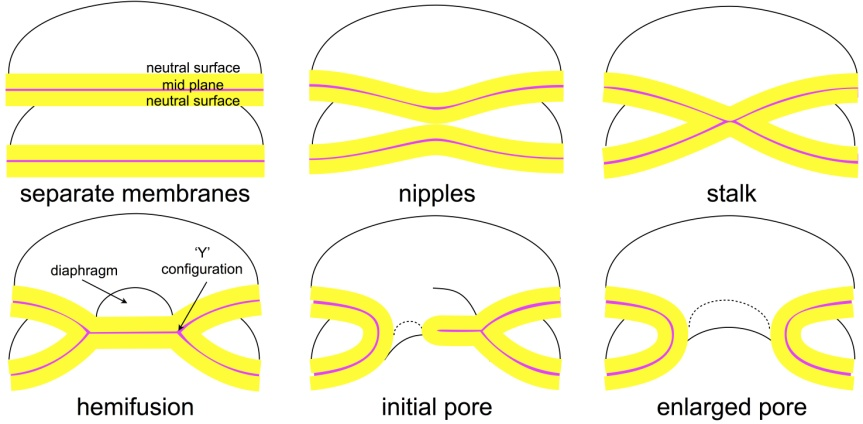 neutral surface
mid plane
neutral surface
separate membranes
nipples
stalk
diaphragm
‘Y’
configuration
hemifusion
initial pore
enlarged pore